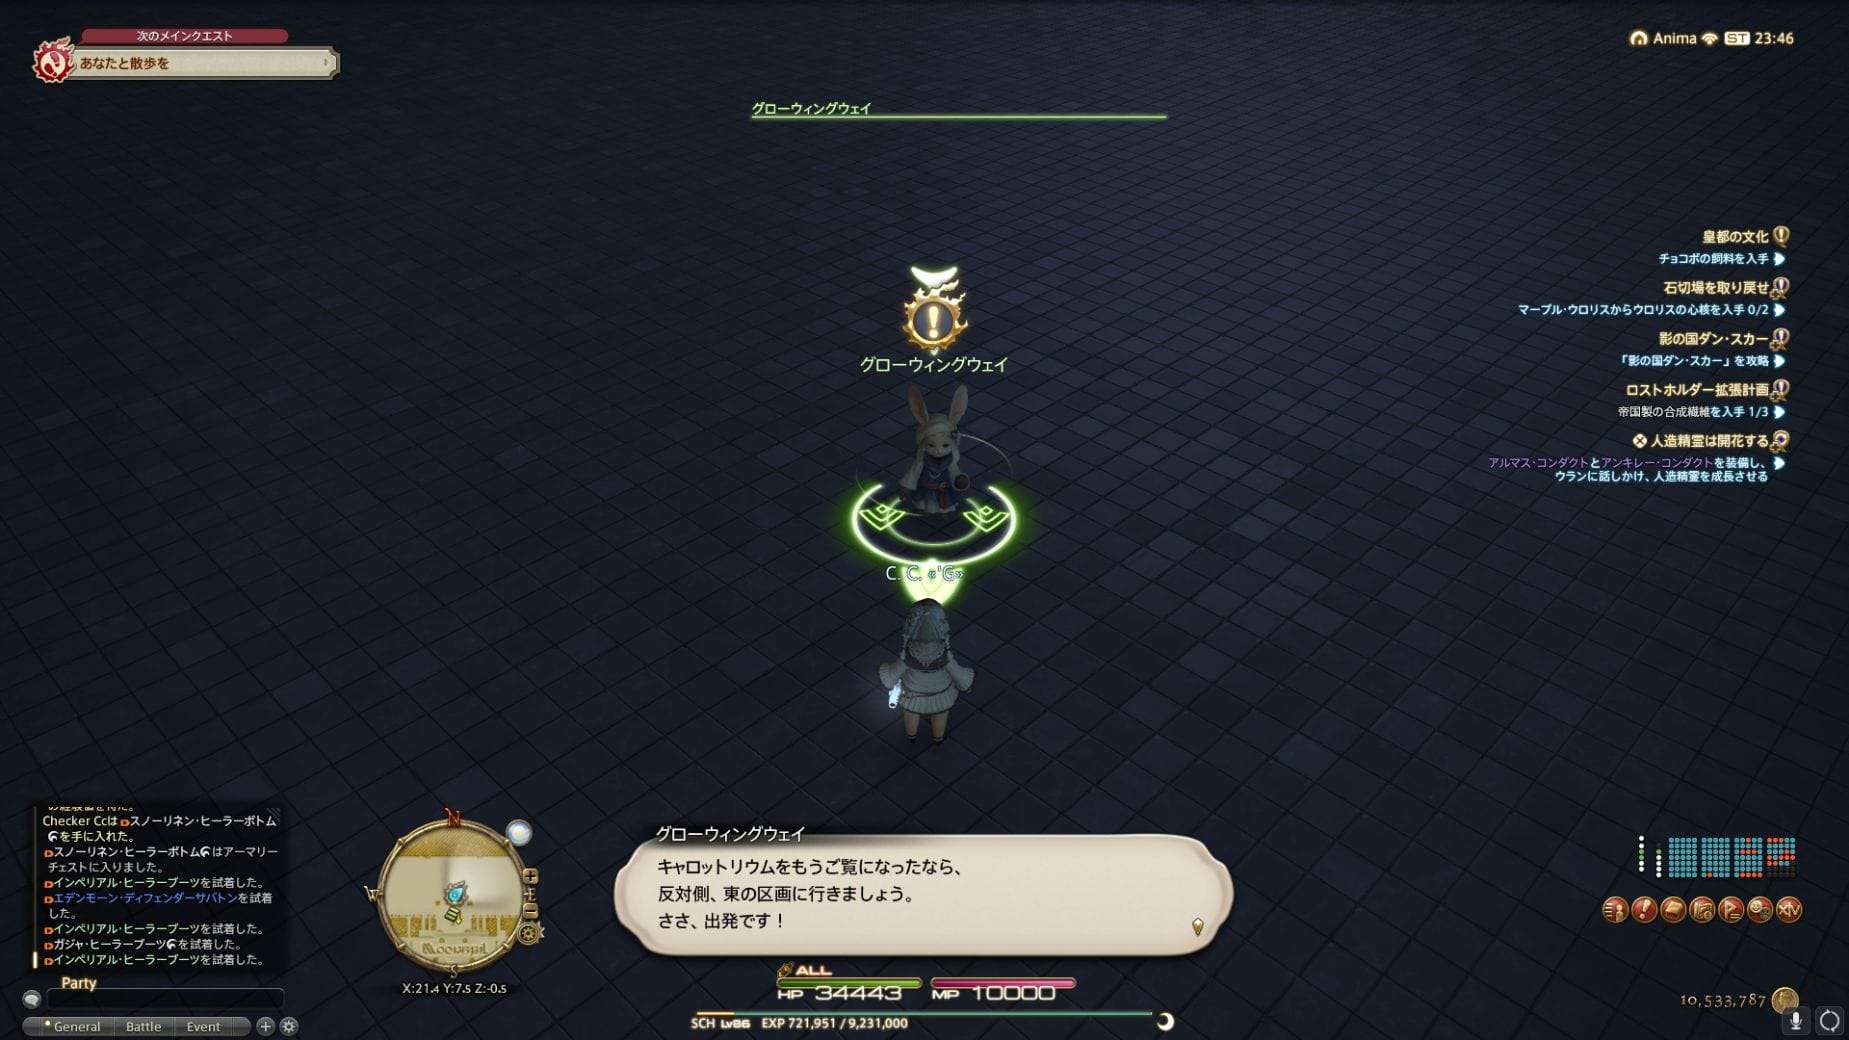 次のメインクエスト
あなたと散歩を
Anima ST 23:46
グローウィングウェイ
皇都の文化
チョコボの飼料を入手
石切場を取り戻せ
マーブル・ウロリスからウロリスの心核を入手 0/2
影の国ダン・スカー
「影の国ダン・スカー」を攻略
ロストホルダー拡張計画
帝国製の合成繊維を入手 1/3
人造精霊は開花する
アルマス・コンダクトとアンキレー・コンダクトを装備し、
ウランに話しかけ、人造精霊を成長させる
グローウィングウェイ
C. C. «'G»
の経験値を得た。
Checker Ccは スノーリネン・ヒーラーボトム
を手に入れた。
スノーリネン・ヒーラーボトム はアーマリー
チェストに入りました。
インペリアル・ヒーラーブーツを試着した。
エデンモーン・ディフェンダーサバトンを試着
した。
インペリアル・ヒーラーブーツを試着した。
ガジャ・ヒーラーブーツ を試着した。
インペリアル・ヒーラーブーツを試着した。
Party
General Battle Event
N
W
E
S
X:21.4 Y:7.5 Z:-0.5
グローウィングウェイ
キャロットリウムをもうご覧になったなら、
反対側、東の区画に行きましょう。
ささ、出発です！
ALL
HP 34443 MP 10000
SCH Lv86 EXP 721,951 / 9,231,000
XIV
10,533,787